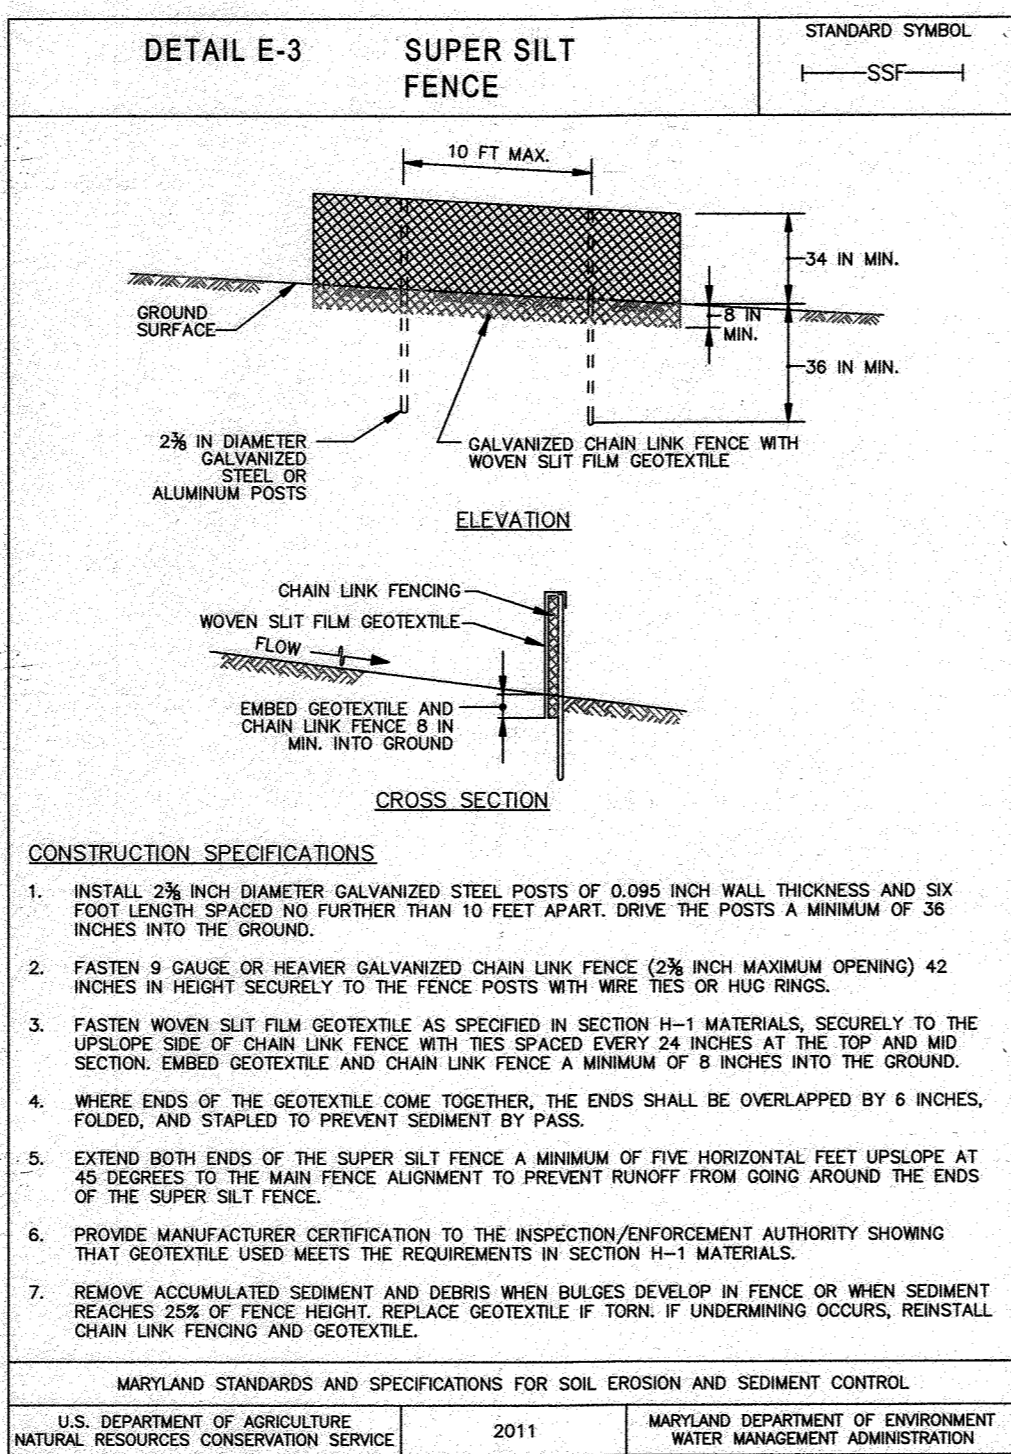 DETAIL E-3 SUPER SILT
FENCE
STANDARD SYMBOL
SSF
10 FT MAX.
34 IN MIN.
GROUND
SURFACE
8 IN
MIN.
36 IN MIN.
2⅜ IN DIAMETER
GALVANIZED
STEEL OR
ALUMINUM POSTS
GALVANIZED CHAIN LINK FENCE WITH
WOVEN SLIT FILM GEOTEXTILE
ELEVATION
CHAIN LINK FENCING
WOVEN SLIT FILM GEOTEXTILE
FLOW
EMBED GEOTEXTILE AND
CHAIN LINK FENCE 8 IN
MIN. INTO GROUND
CROSS SECTION
CONSTRUCTION SPECIFICATIONS
1. INSTALL 2⅜ INCH DIAMETER GALVANIZED STEEL POSTS OF 0.095 INCH WALL THICKNESS AND SIX
FOOT LENGTH SPACED NO FURTHER THAN 10 FEET APART. DRIVE THE POSTS A MINIMUM OF 36
INCHES INTO THE GROUND.
2. FASTEN 9 GAUGE OR HEAVIER GALVANIZED CHAIN LINK FENCE (2⅜ INCH MAXIMUM OPENING) 42
INCHES IN HEIGHT SECURELY TO THE FENCE POSTS WITH WIRE TIES OR HUG RINGS.
3. FASTEN WOVEN SLIT FILM GEOTEXTILE AS SPECIFIED IN SECTION H-1 MATERIALS, SECURELY TO THE
UPSLOPE SIDE OF CHAIN LINK FENCE WITH TIES SPACED EVERY 24 INCHES AT THE TOP AND MID
SECTION. EMBED GEOTEXTILE AND CHAIN LINK FENCE A MINIMUM OF 8 INCHES INTO THE GROUND.
4. WHERE ENDS OF THE GEOTEXTILE COME TOGETHER, THE ENDS SHALL BE OVERLAPPED BY 6 INCHES,
FOLDED, AND STAPLED TO PREVENT SEDIMENT BY PASS.
5. EXTEND BOTH ENDS OF THE SUPER SILT FENCE A MINIMUM OF FIVE HORIZONTAL FEET UPSLOPE AT
45 DEGREES TO THE MAIN FENCE ALIGNMENT TO PREVENT RUNOFF FROM GOING AROUND THE ENDS
OF THE SUPER SILT FENCE.
6. PROVIDE MANUFACTURER CERTIFICATION TO THE INSPECTION/ENFORCEMENT AUTHORITY SHOWING
THAT GEOTEXTILE USED MEETS THE REQUIREMENTS IN SECTION H-1 MATERIALS.
7. REMOVE ACCUMULATED SEDIMENT AND DEBRIS WHEN BULGES DEVELOP IN FENCE OR WHEN SEDIMENT
REACHES 25% OF FENCE HEIGHT. REPLACE GEOTEXTILE IF TORN. IF UNDERMINING OCCURS, REINSTALL
CHAIN LINK FENCING AND GEOTEXTILE.
MARYLAND STANDARDS AND SPECIFICATIONS FOR SOIL EROSION AND SEDIMENT CONTROL
U.S. DEPARTMENT OF AGRICULTURE
NATURAL RESOURCES CONSERVATION SERVICE
2011
MARYLAND DEPARTMENT OF ENVIRONMENT
WATER MANAGEMENT ADMINISTRATION